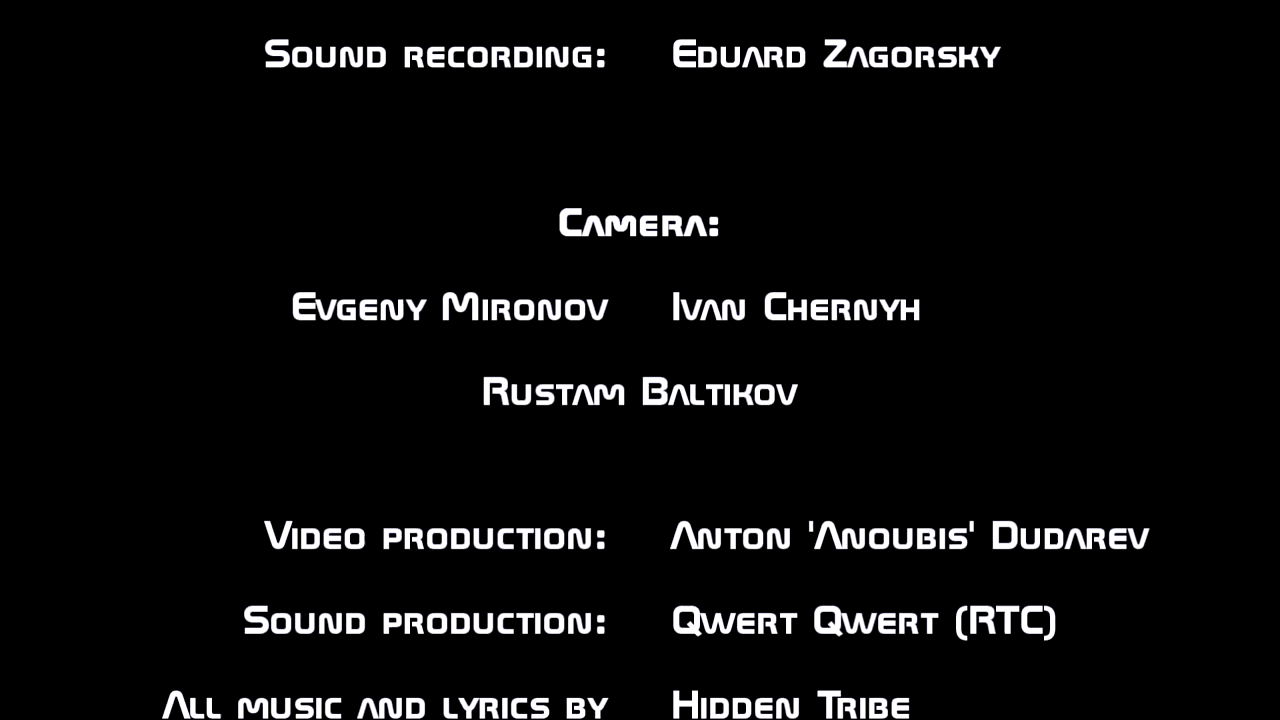 Sound recording: Eduard Zagorsky
Camera:
Evgeny Mironov Ivan Chernyh
Rustam Baltikov
Video production: Anton 'Anoubis' Dudarev
Sound production: Qwert Qwert (RTC)
All music and lyrics by Hidden Tribe